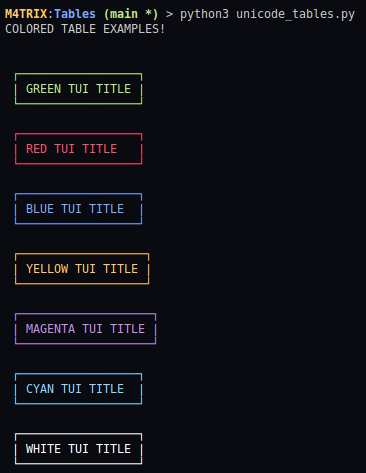 M4TRIX:Tables (main *) > python3 unicode_tables.py
COLORED TABLE EXAMPLES!
GREEN TUI TITLE
RED TUI TITLE
BLUE TUI TITLE
YELLOW TUI TITLE
MAGENTA TUI TITLE
CYAN TUI TITLE
WHITE TUI TITLE